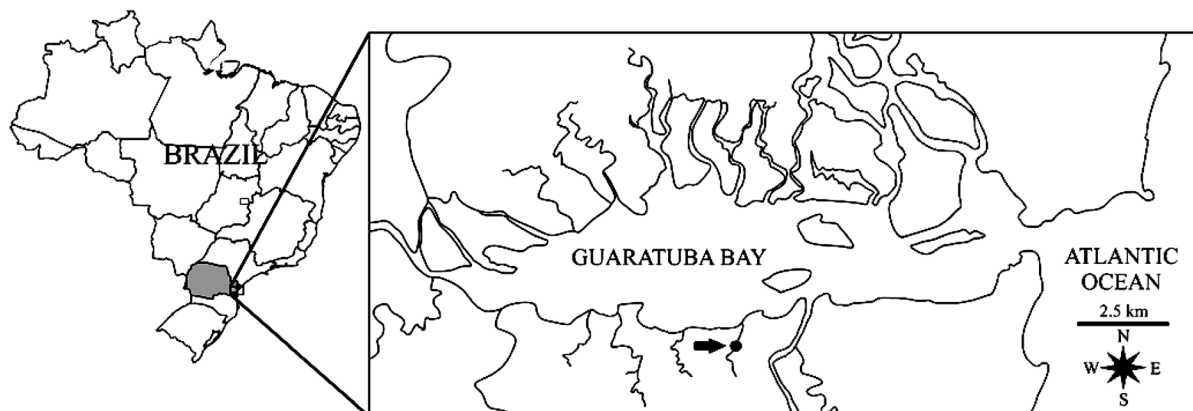 BRAZIL
GUARATUBA BAY
ATLANTIC
OCEAN
2.5 km
N
W E
S